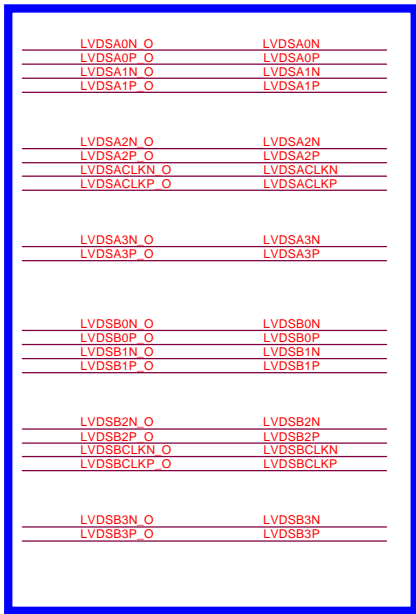 LVDSA0N_O LVDSA0N
LVDSA0P_O LVDSA0P
LVDSA1N_O LVDSA1N
LVDSA1P_O LVDSA1P
LVDSA2N_O LVDSA2N
LVDSA2P_O LVDSA2P
LVDSACLKN_O LVDSACLKN
LVDSACLKP_O LVDSACLKP
LVDSA3N_O LVDSA3N
LVDSA3P_O LVDSA3P
LVDSB0N_O LVDSB0N
LVDSB0P_O LVDSB0P
LVDSB1N_O LVDSB1N
LVDSB1P_O LVDSB1P
LVDSB2N_O LVDSB2N
LVDSB2P_O LVDSB2P
LVDSBCLKN_O LVDSBCLKN
LVDSBCLKP_O LVDSBCLKP
LVDSB3N_O LVDSB3N
LVDSB3P_O LVDSB3P